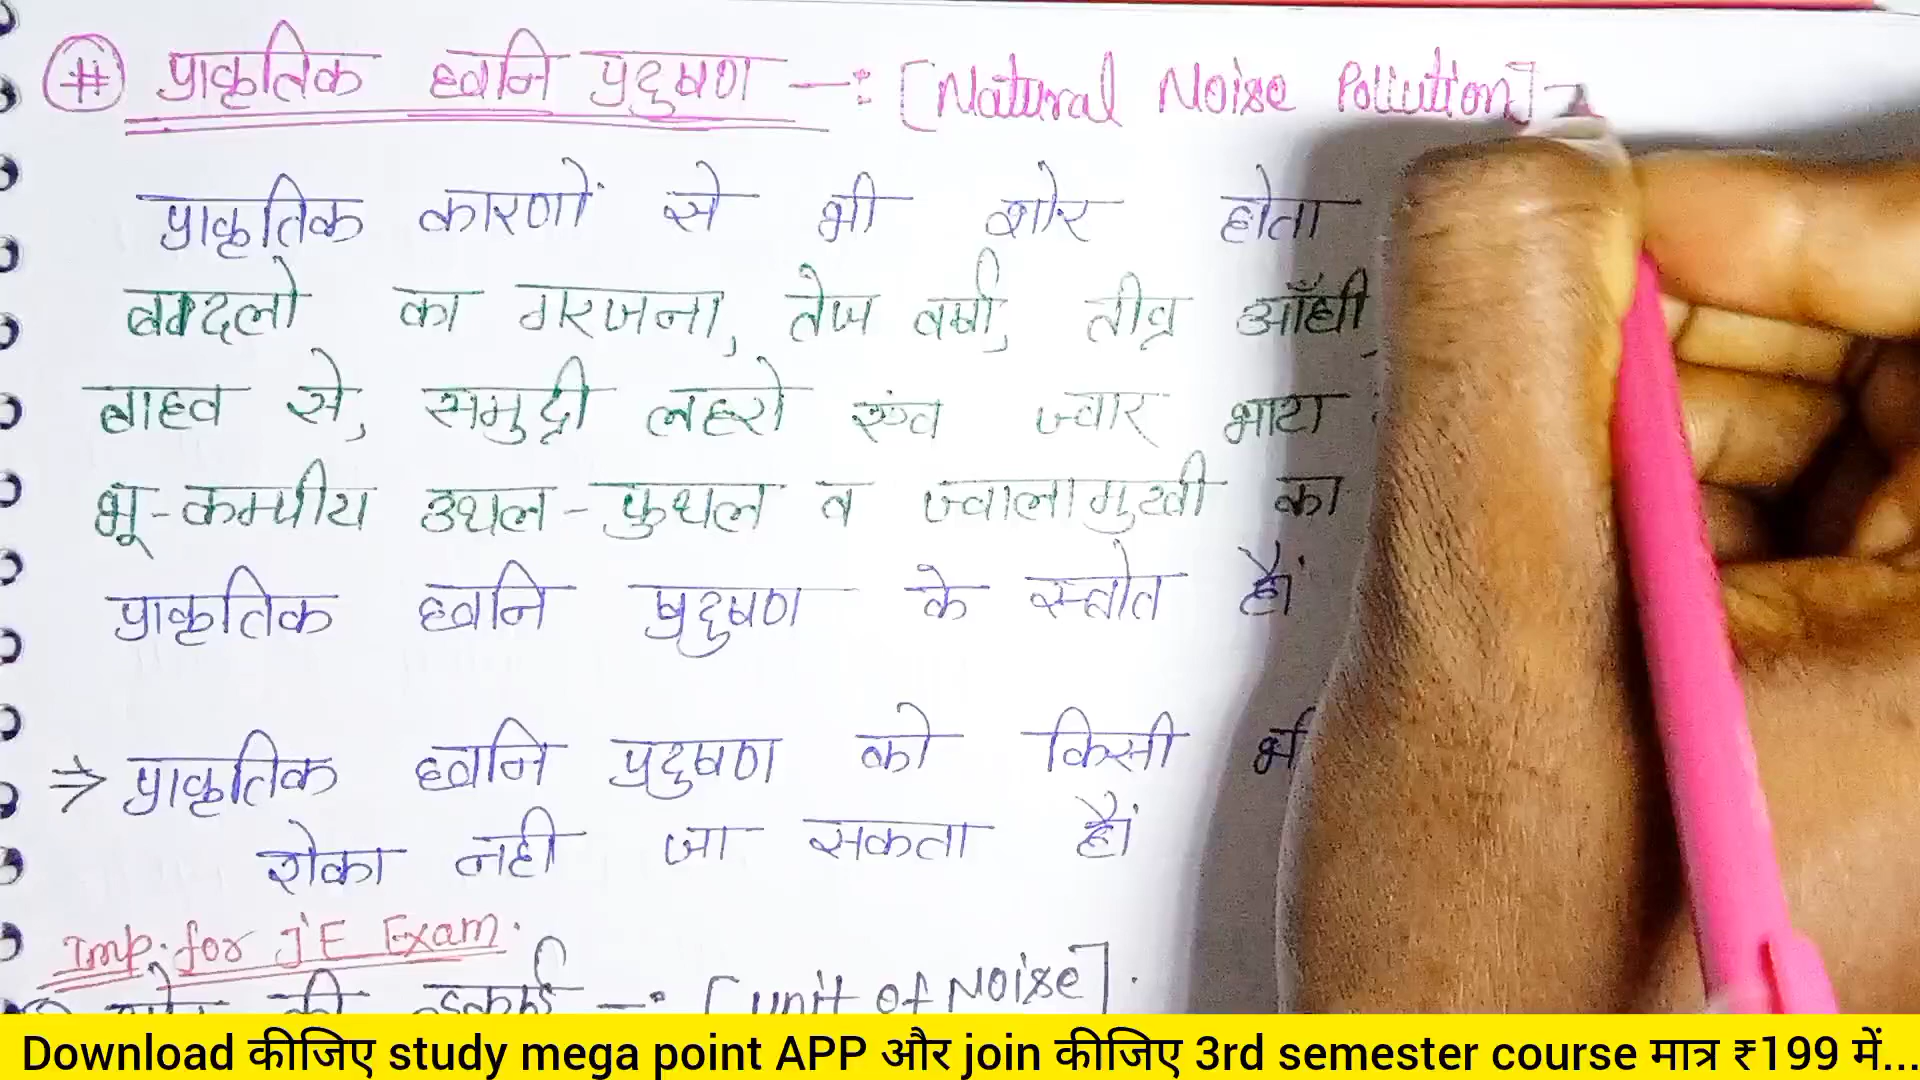 # प्राकृतिक ध्वनि प्रदुषण -: [Natural Noise Pollution] -
प्राकृतिक कारणों से भी शोर होता
बादलो का गरजना, तेज वर्षा, तीव्र आँधी,
बाहव से, समुद्री लहरो एंव ज्वार भाटा
भू-कम्पीय उथल-पुथल व ज्वालामुखी का
प्राकृतिक ध्वनि प्रदुषण के स्त्रोत हैं।
⇒ प्राकृतिक ध्वनि प्रदुषण को किसी भी
रोका नही जा सकता हैं।
Imp. for JE Exam.
शोर की इकाई -: [unit of Noise].
Download कीजिए study mega point APP और join कीजिए 3rd semester course मात्र ₹199 में...